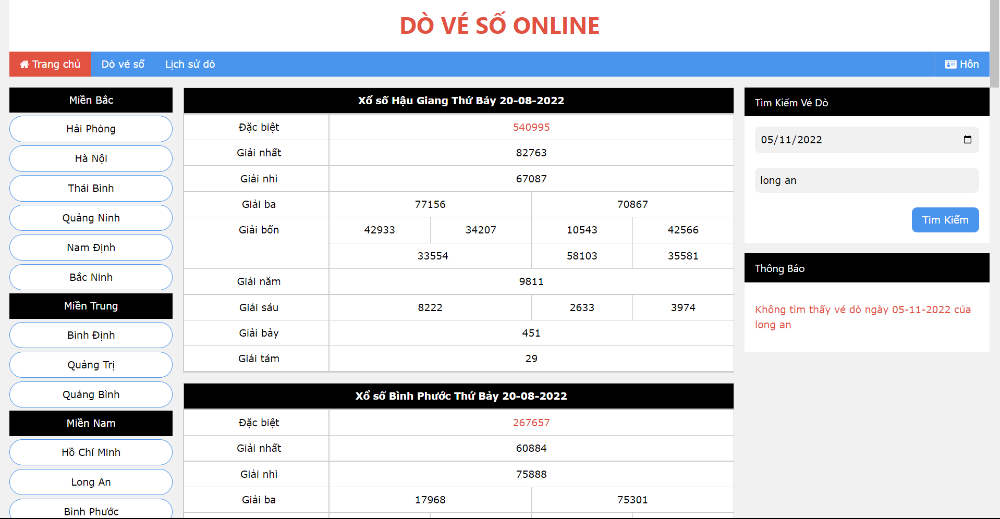 DÒ VÉ SỐ ONLINE
Trang chủ Dò vé số Lịch sử dò Hôn
Miền Bắc
Hải Phòng
Hà Nội
Thái Bình
Quảng Ninh
Nam Định
Bắc Ninh
Miền Trung
Bình Định
Quảng Trị
Quảng Bình
Miền Nam
Hồ Chí Minh
Long An
Bình Phước
Xổ số Hậu Giang Thứ Bảy 20-08-2022
Đặc biệt 540995
Giải nhất 82763
Giải nhì 67087
Giải ba 77156 70867
Giải bốn 42933 34207 10543 42566
33554 58103 35581
Giải năm 9811
Giải sáu 8222 2633 3974
Giải bảy 451
Giải tám 29
Xổ số Bình Phước Thứ Bảy 20-08-2022
Đặc biệt 267657
Giải nhất 60884
Giải nhì 75888
Giải ba 17968 75301
Tìm Kiếm Vé Dò
05/11/2022
long an
Tìm Kiếm
Thông Báo
Không tìm thấy vé dò ngày 05-11-2022 của
long an